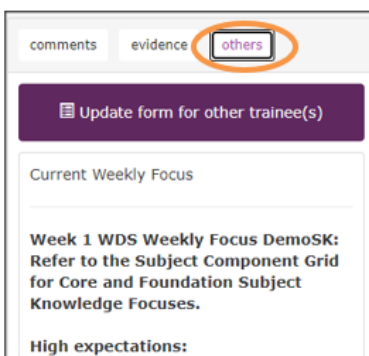 comments evidence others
Update form for other trainee(s)
Current Weekly Focus
Week 1 WDS Weekly Focus DemoSK:
Refer to the Subject Component Grid
for Core and Foundation Subject
Knowledge Focuses.
High expectations: